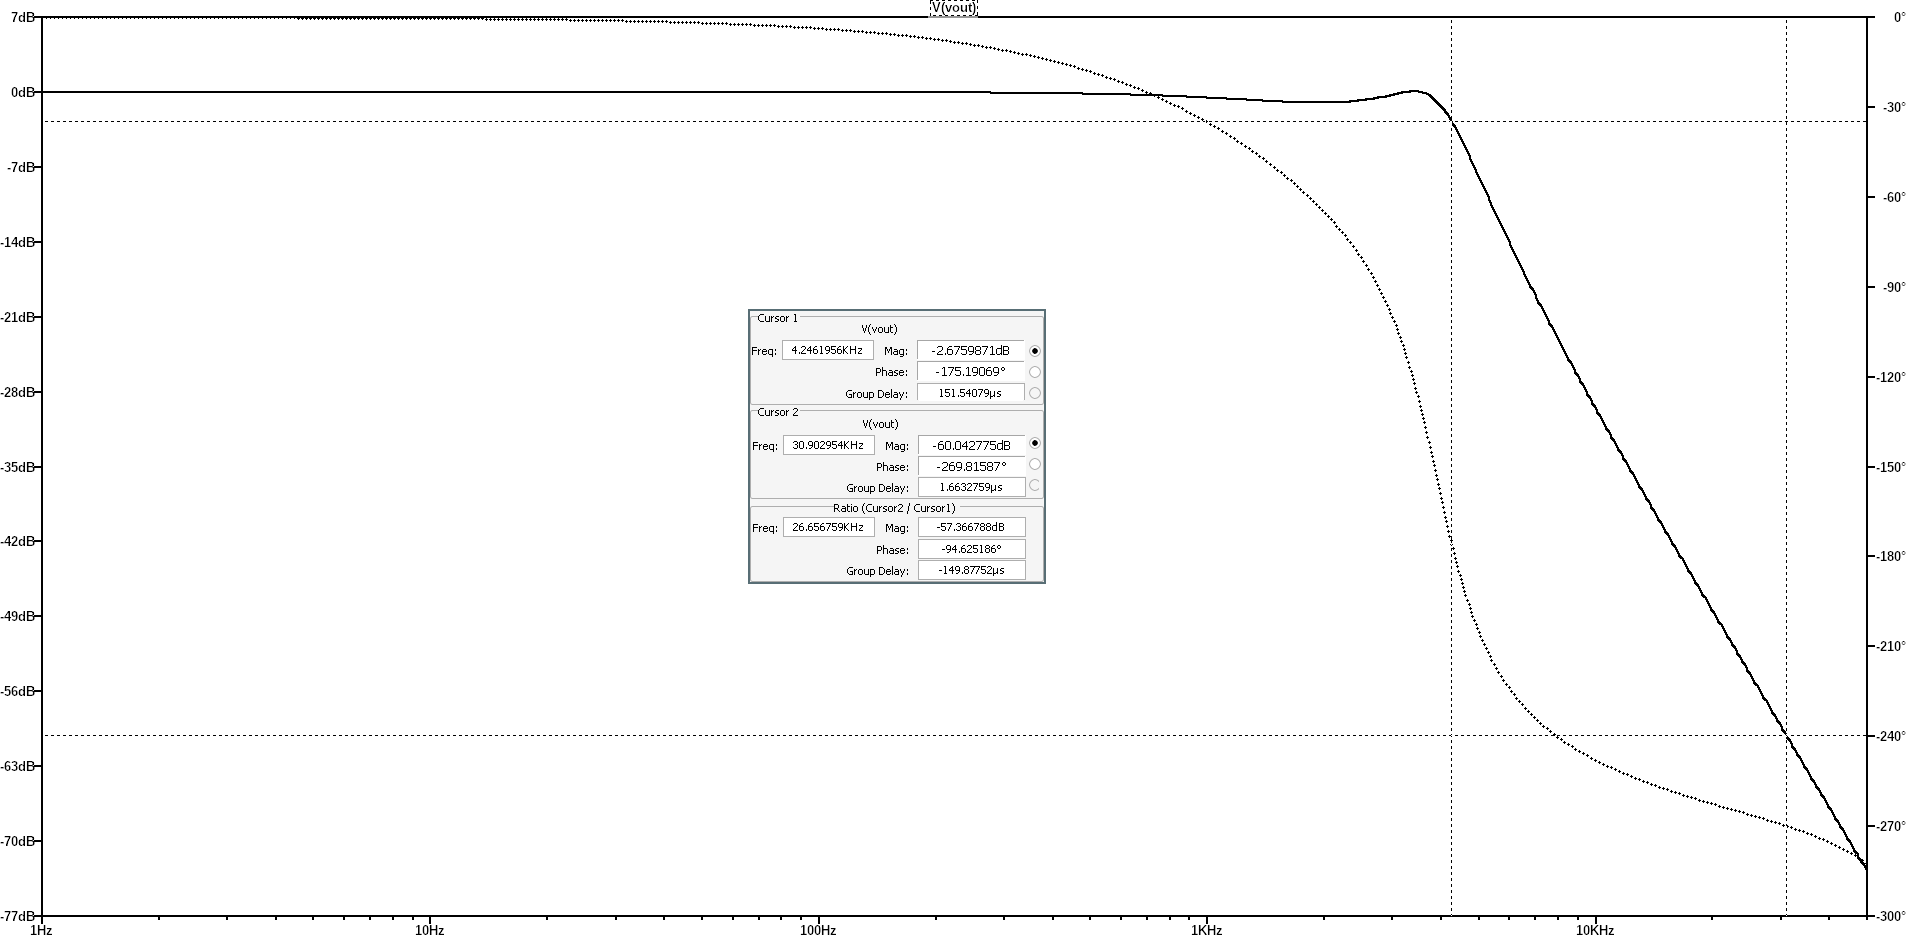 V(vout)
7dB
0dB
-7dB
-14dB
-21dB
-28dB
-35dB
-42dB
-49dB
-56dB
-63dB
-70dB
-77dB
0°
-30°
-60°
-90°
-120°
-150°
-180°
-210°
-240°
-270°
-300°
Cursor 1
V(vout)
Freq: 4.2461956KHz Mag: -2.6759871dB
Phase: -175.19069°
Group Delay: 151.54079µs
Cursor 2
V(vout)
Freq: 30.902954KHz Mag: -60.042775dB
Phase: -269.81587°
Group Delay: 1.6632759µs
Ratio (Cursor2 / Cursor1)
Freq: 26.656759KHz Mag: -57.366788dB
Phase: -94.625186°
Group Delay: -149.87752µs
1Hz 10Hz 100Hz 1KHz 10KHz